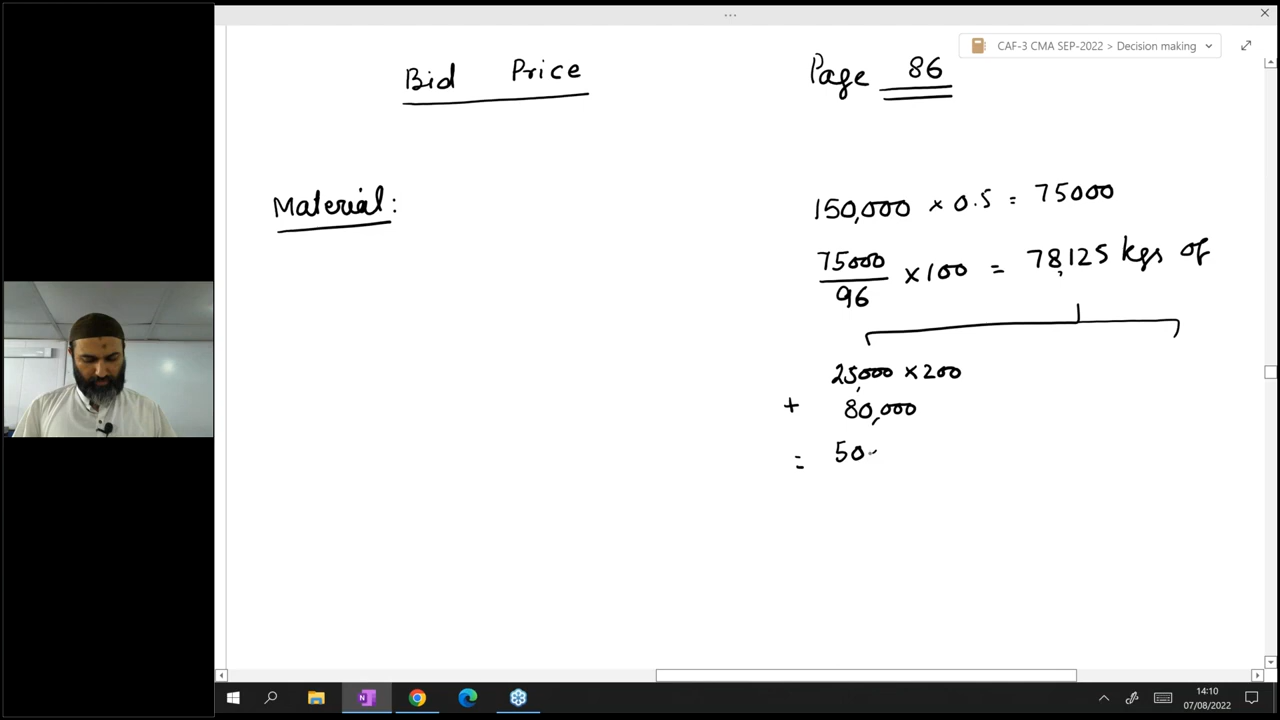 CAF-3 CMA SEP-2022 > Decision making
Bid Price
Page 86
Material:
150,000 × 0.5 = 75000
75000/96 × 100 = 78,125 kgs of
25,000 × 200
+ 80,000
= 50
14:10
07/08/2022